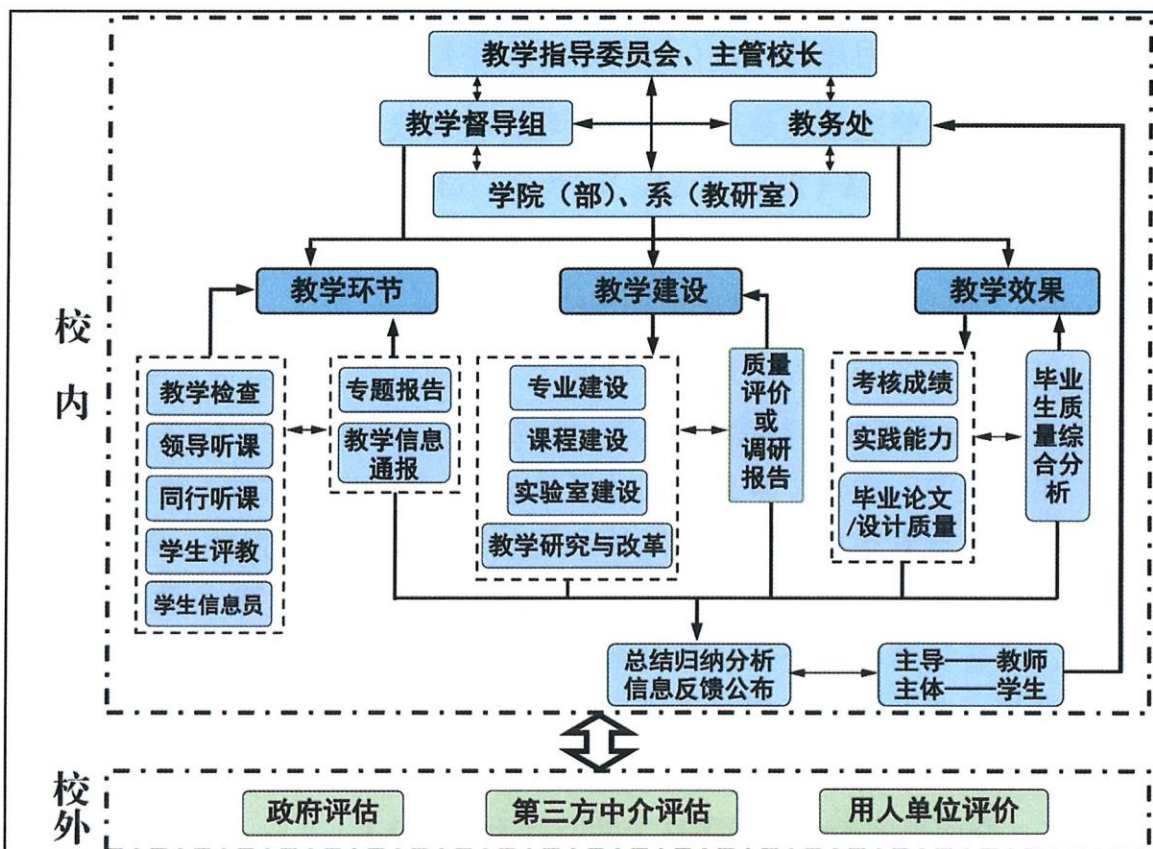 教学指导委员会、主管校长
教学督导组
教务处
学院（部）、系（教研室）
教学环节
教学建设
教学效果
校
内
教学检查
领导听课
同行听课
学生评教
学生信息员
专题报告
教学信息
通报
专业建设
课程建设
实验室建设
教学研究与改革
质量
评价
或
调研
报告
考核成绩
实践能力
毕业论文
/设计质量
毕业
生质
量综
合分
析
总结归纳分析
信息反馈公布
主导——教师
主体——学生
校
外
政府评估
第三方中介评估
用人单位评价